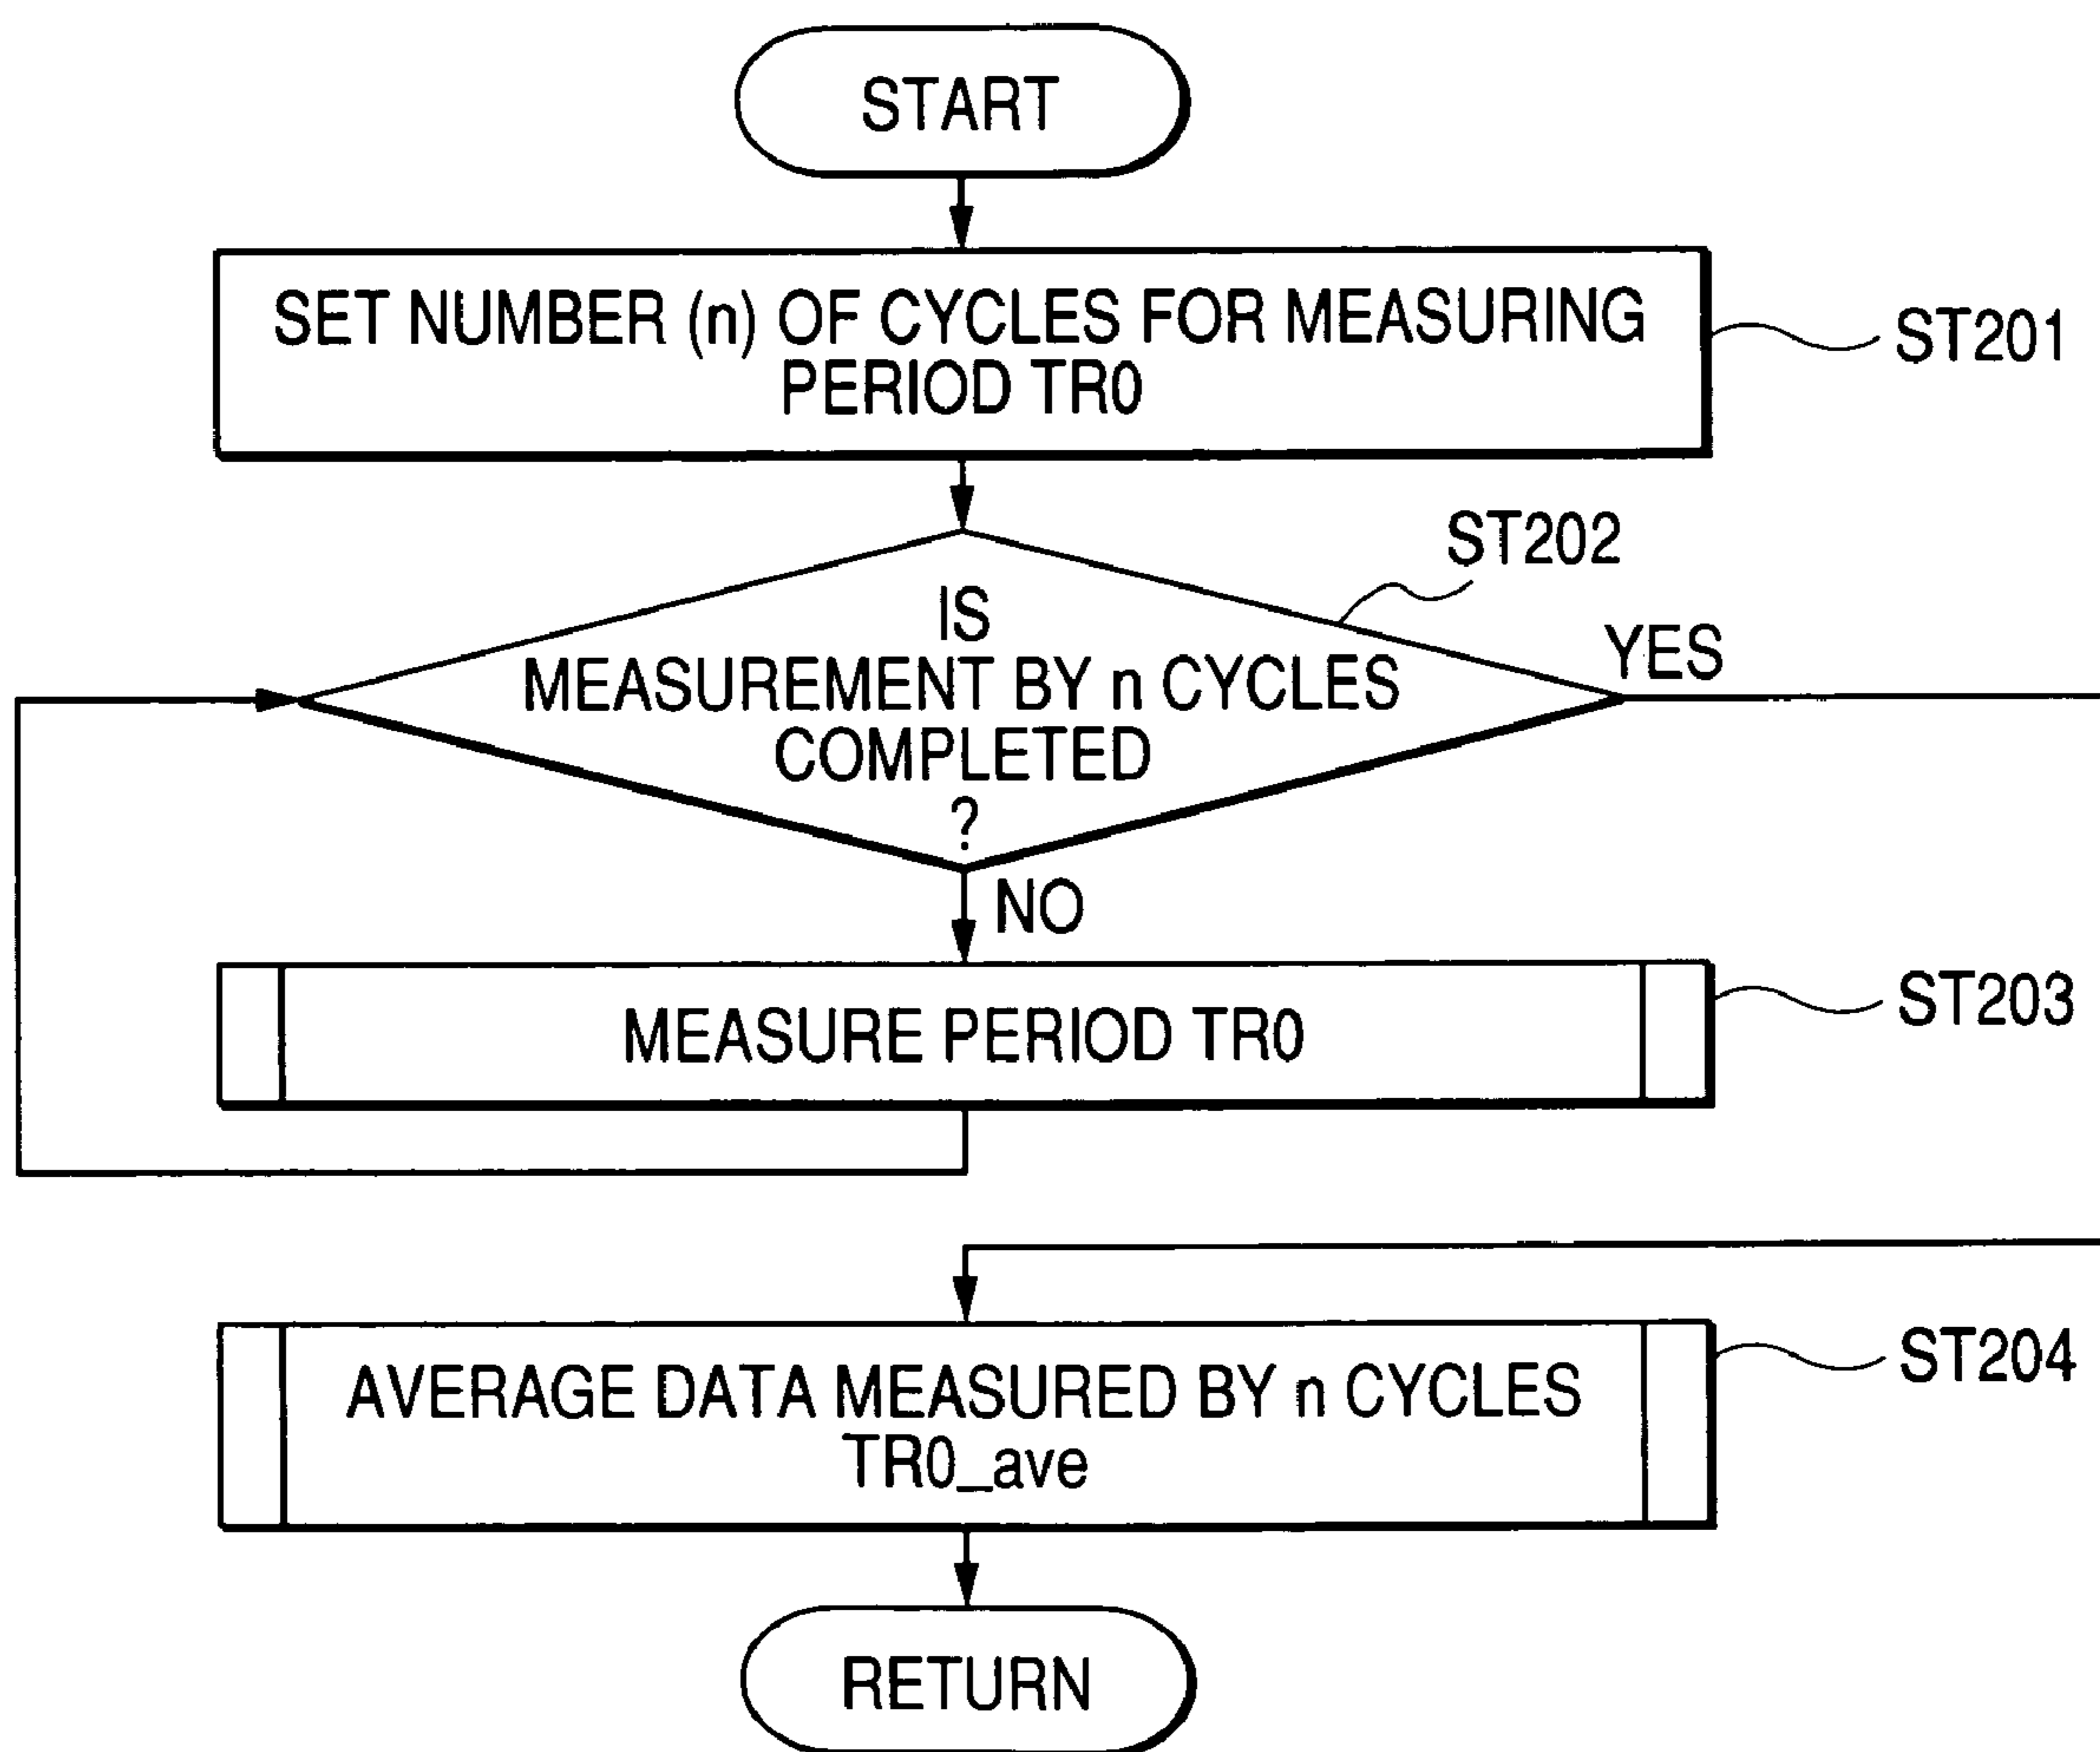 START
SET NUMBER (n) OF CYCLES FOR MEASURING
PERIOD TR0
ST201
ST202
IS
MEASUREMENT BY n CYCLES
COMPLETED
?
YES
NO
MEASURE PERIOD TR0
ST203
AVERAGE DATA MEASURED BY n CYCLES
TR0_ave
ST204
RETURN